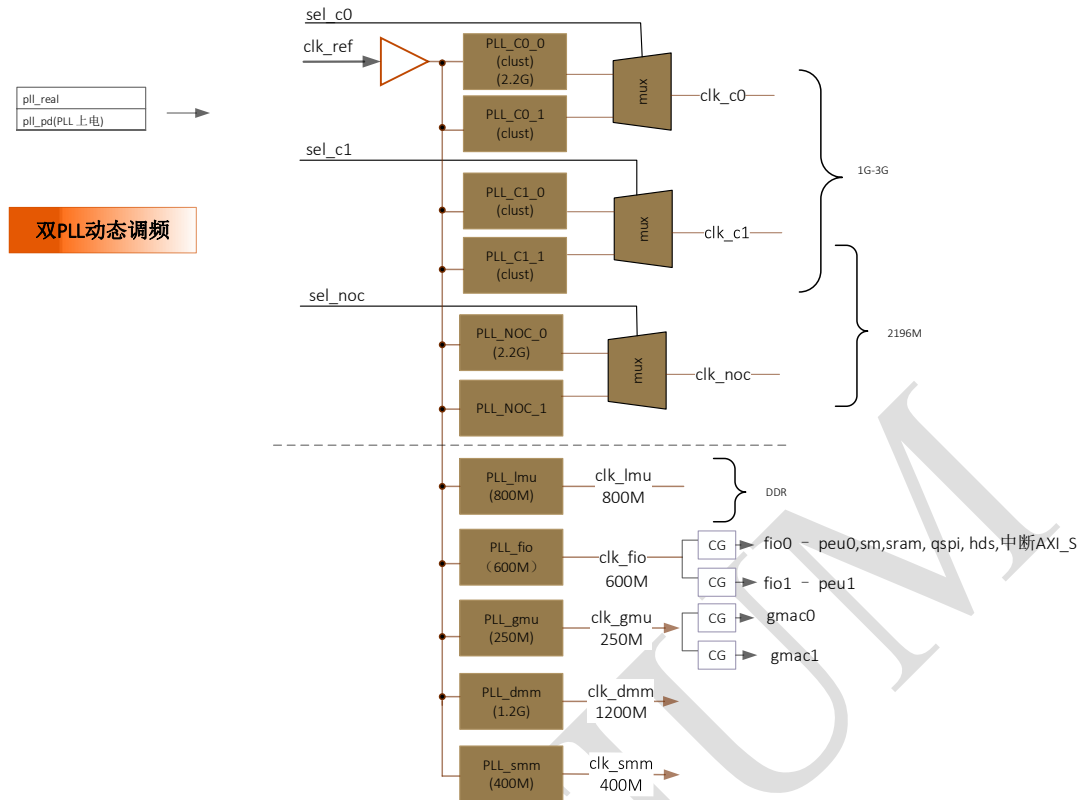 sel_c0
clk_ref
PLL_C0_0
(clust)
(2.2G)
mux
clk_c0
pll_real
pll_pd(PLL 上电)
PLL_C0_1
(clust)
sel_c1
1G-3G
PLL_C1_0
(clust)
mux
clk_c1
双PLL动态调频
PLL_C1_1
(clust)
sel_noc
PLL_NOC_0
(2.2G)
2196M
mux
clk_noc
PLL_NOC_1
PLL_lmu
(800M)
clk_lmu
800M
DDR
PLL_fio
（600M）
clk_fio
600M
CG
fio0 – peu0,sm,sram, qspi, hds,中断AXI_S
CG
fio1 – peu1
PLL_gmu
(250M)
clk_gmu
250M
CG
gmac0
CG
gmac1
PLL_dmm
(1.2G)
clk_dmm
1200M
PLL_smm
(400M)
clk_smm
400M